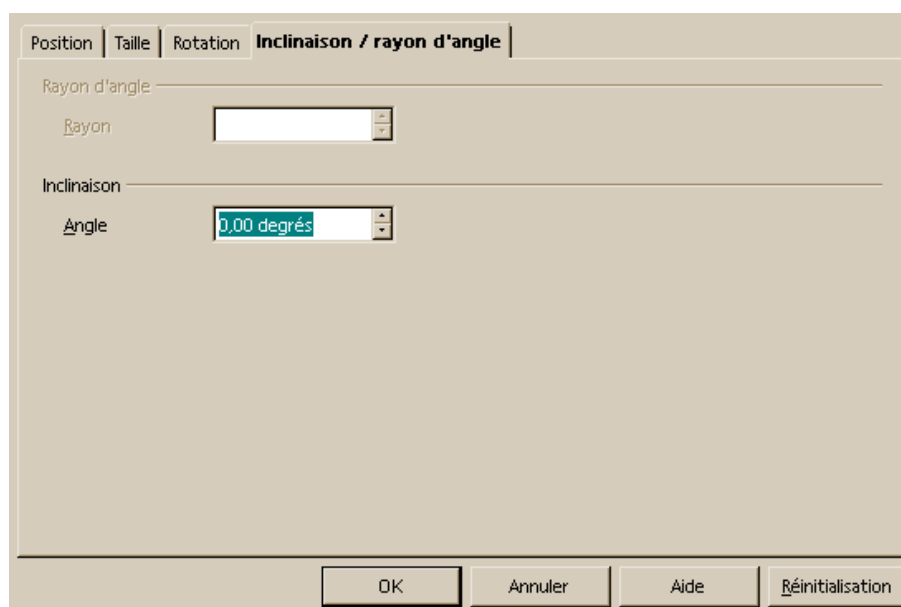 Position Taille Rotation Inclinaison / rayon d'angle
Rayon d'angle
Rayon
Inclinaison
Angle 0,00 degrés
OK Annuler Aide Réinitialisation